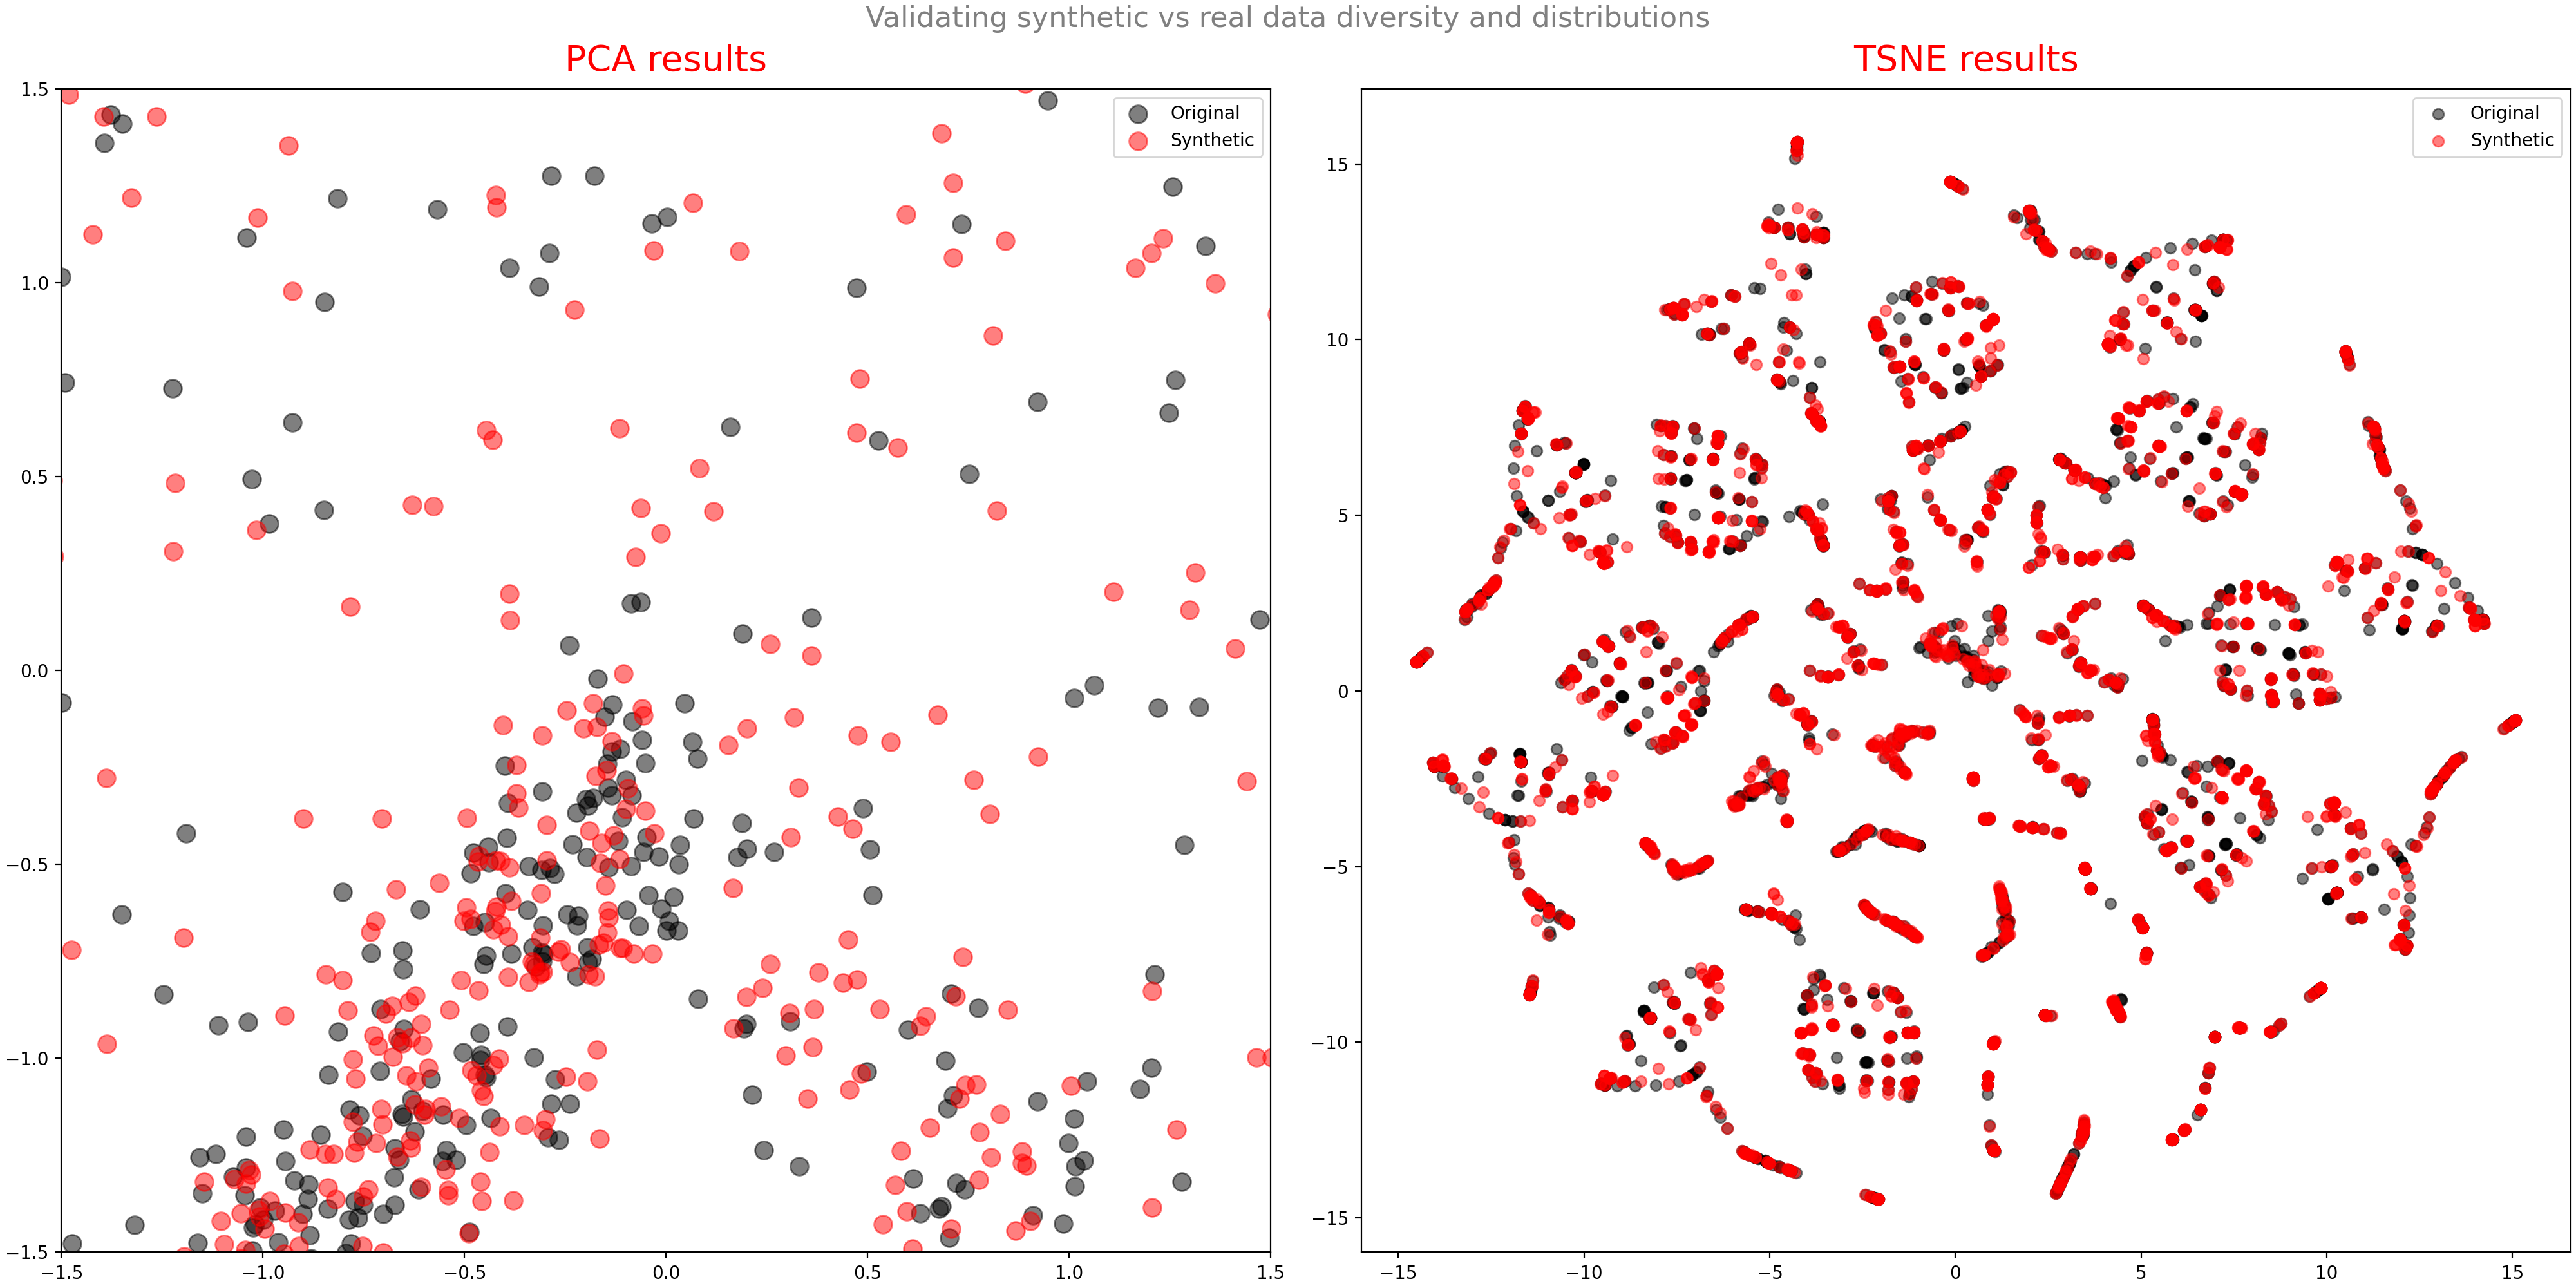 Validating synthetic vs real data diversity and distributions
PCA results
TSNE results
Original
Synthetic
1.5
1.0
0.5
0.0
−0.5
−1.0
−1.5
−1.5 −1.0 −0.5 0.0 0.5 1.0 1.5
Original
Synthetic
15
10
5
0
−5
−10
−15
−15 −10 −5 0 5 10 15